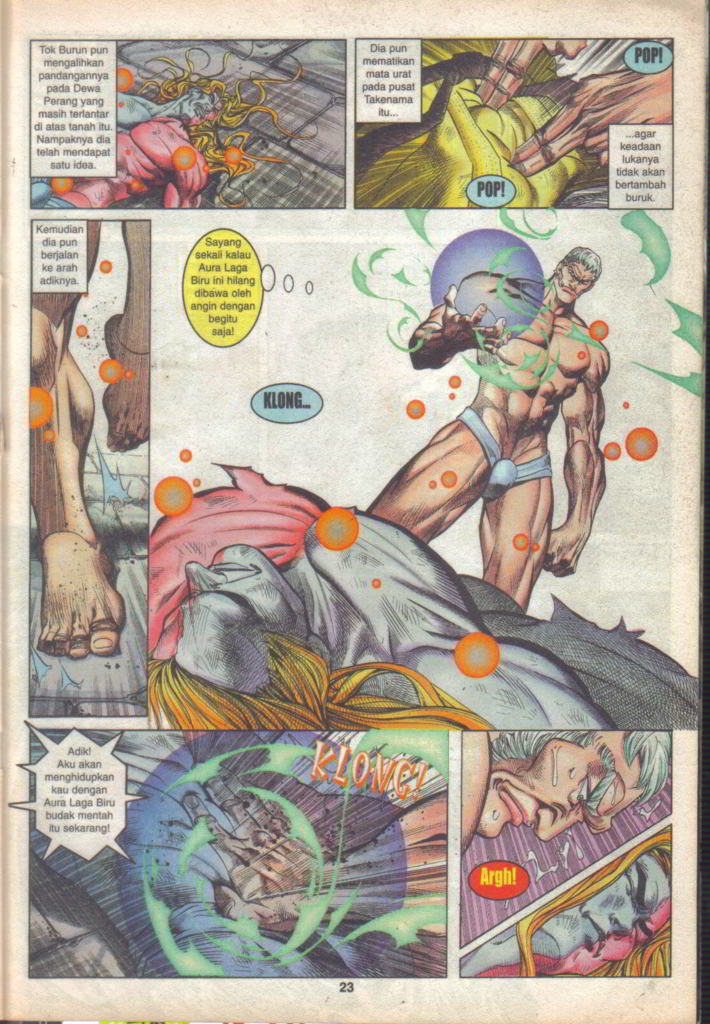 Tok Burun pun
mengalihkan
pandangannya
pada Dewa
Perang yang
masih terlantar
di atas tanah itu.
Nampaknya dia
telah mendapat
satu idea.
Dia pun
mematikan
mata urat
pada pusat
Takenama
itu...
POP!
POP!
...agar
keadaan
lukanya
tidak akan
bertambah
buruk.
Kemudian
dia pun
berjalan
ke arah
adiknya.
Sayang
sekali kalau
Aura Laga
Biru ini hilang
dibawa oleh
angin dengan
begitu
saja!
KLONG...
Adik!
Aku akan
menghidupkan
kau dengan
Aura Laga Biru
budak mentah
itu sekarang!
KLONG!
Argh!
23